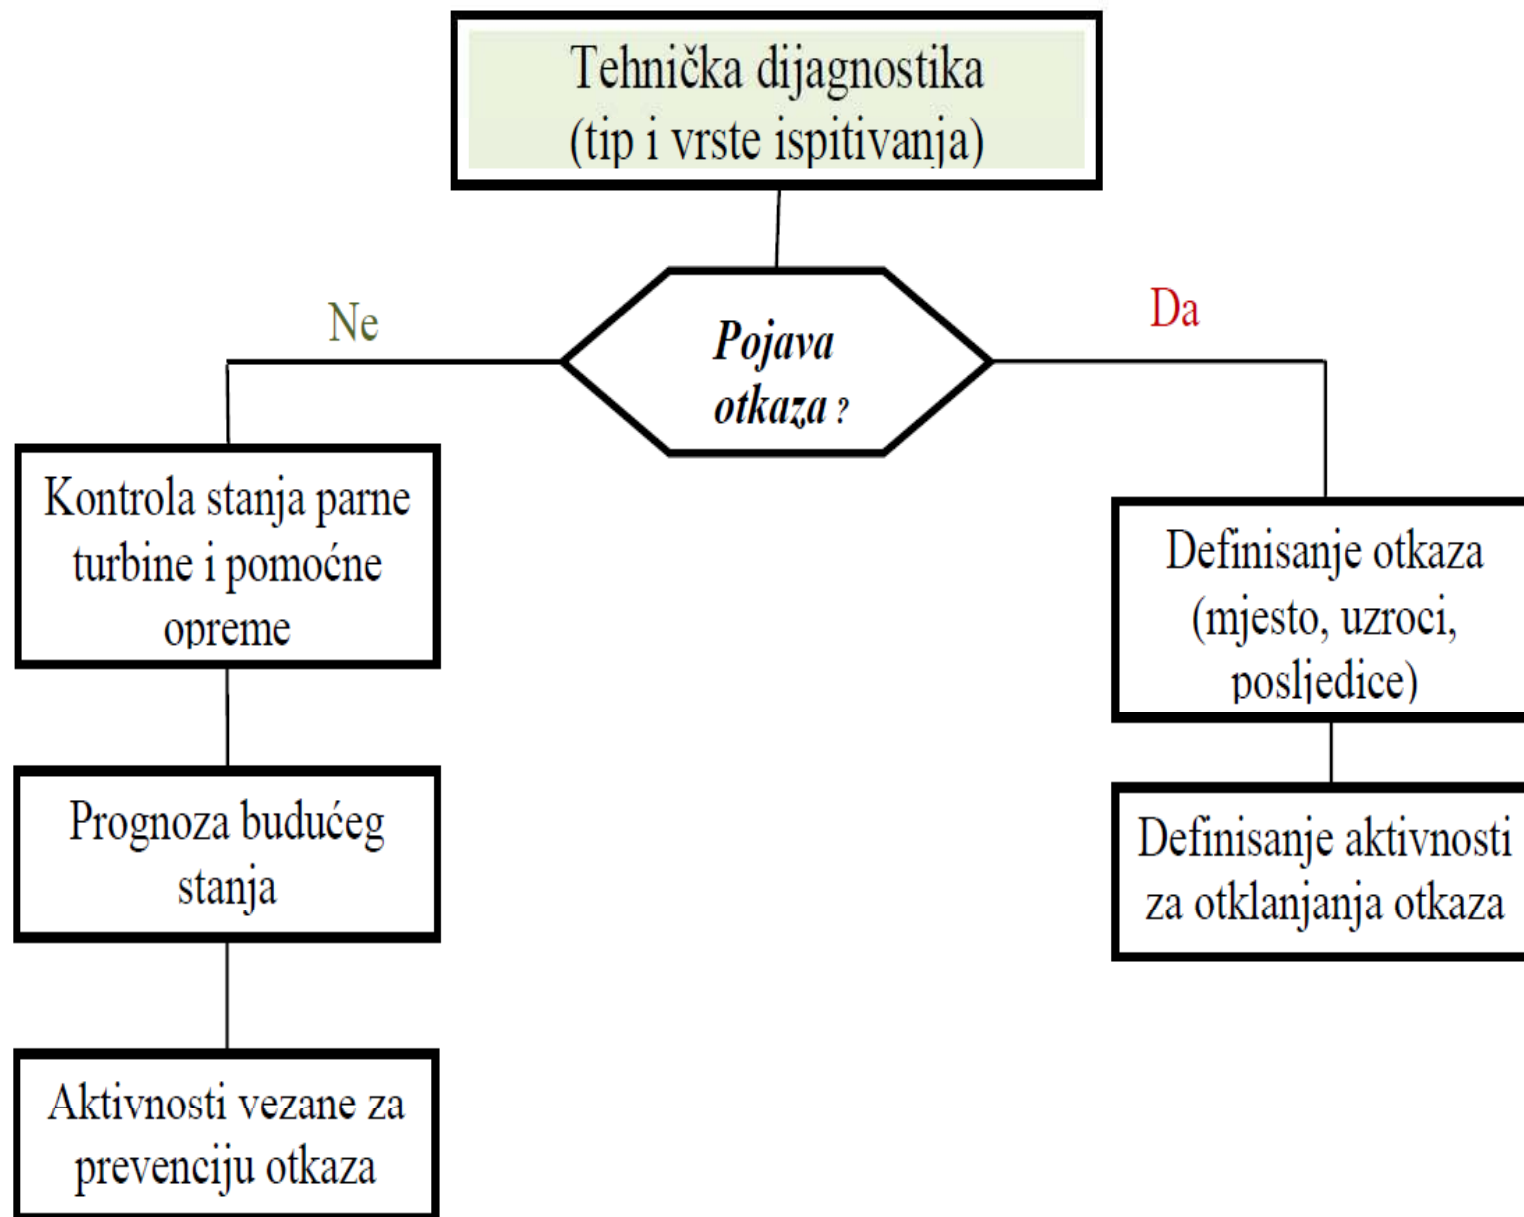 Tehnička dijagnostika
(tip i vrste ispitivanja)
Ne
Da
Pojava
otkaza ?
Kontrola stanja parne
turbine i pomoćne
opreme
Definisanje otkaza
(mjesto, uzroci,
posljedice)
Prognoza budućeg
stanja
Definisanje aktivnosti
za otklanjanja otkaza
Aktivnosti vezane za
prevenciju otkaza